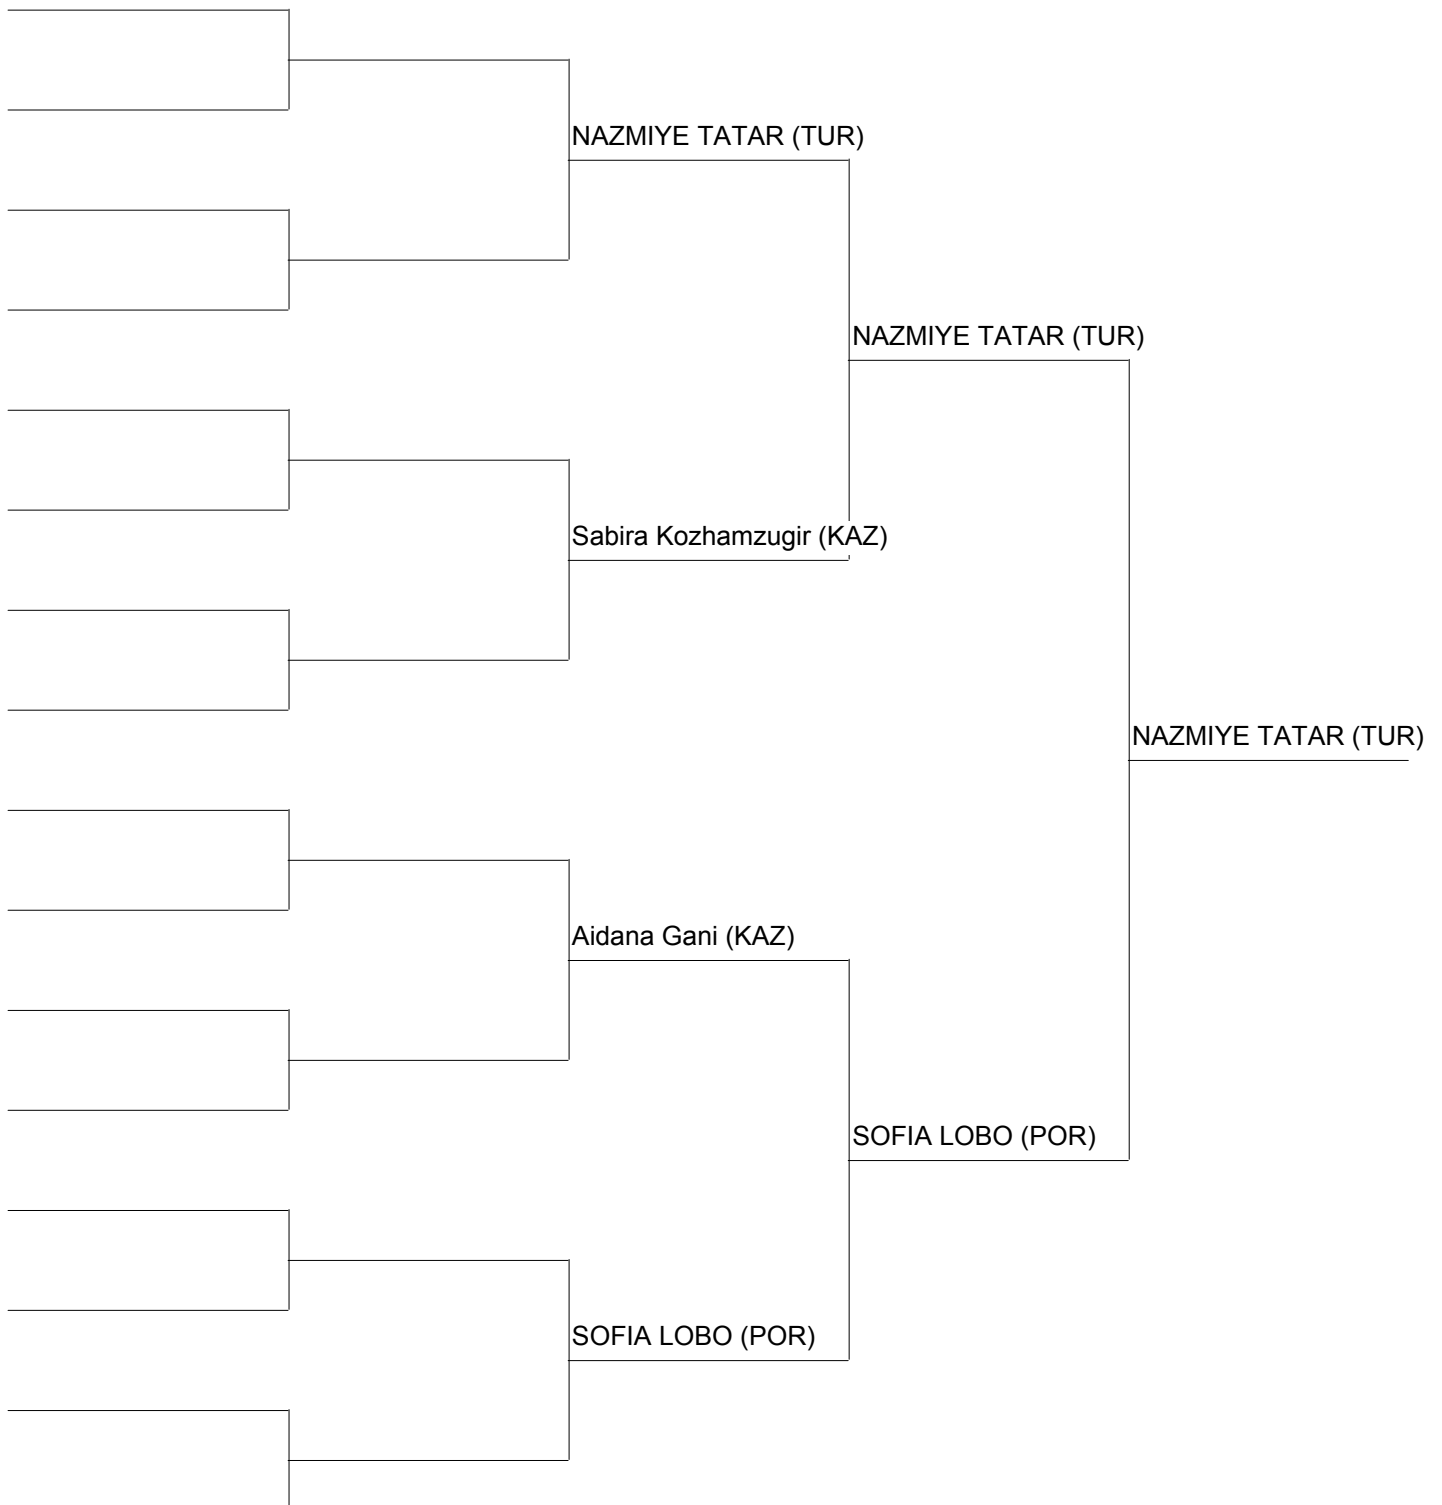 NAZMIYE TATAR (TUR)
NAZMIYE TATAR (TUR)
Sabira Kozhamzugir (KAZ)
NAZMIYE TATAR (TUR)
Aidana Gani (KAZ)
SOFIA LOBO (POR)
SOFIA LOBO (POR)